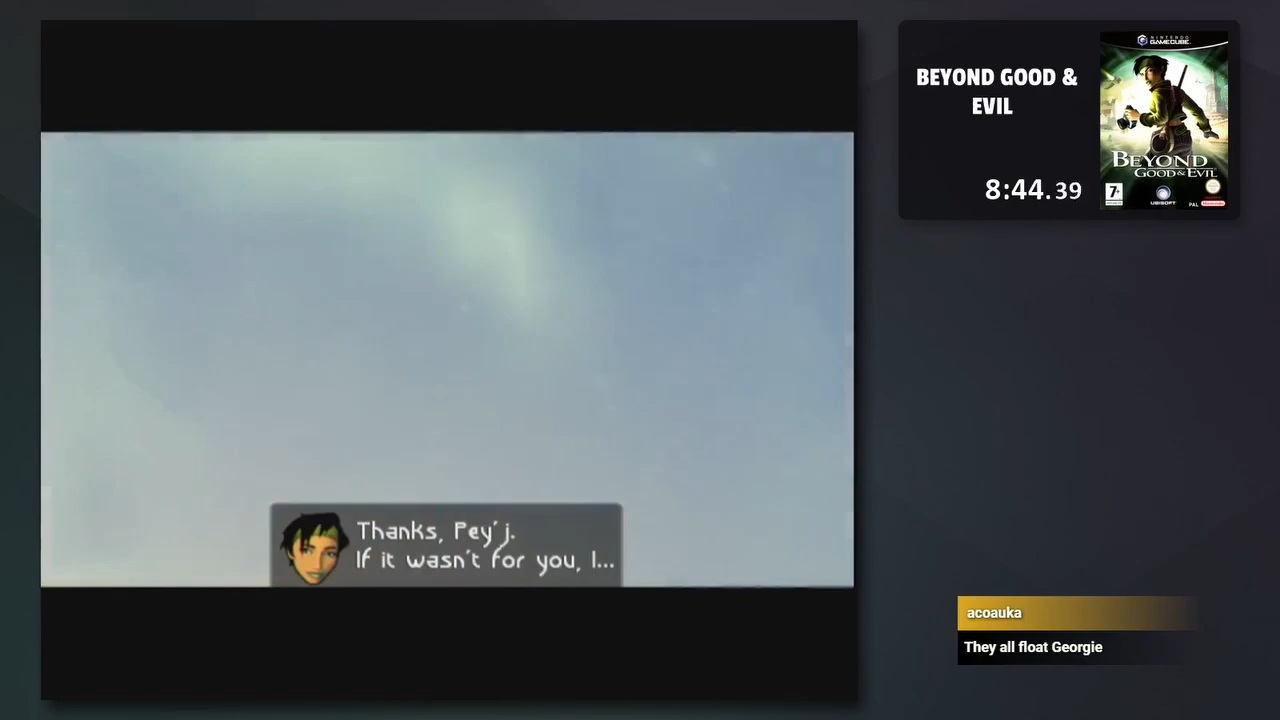 BEYOND GOOD &
EVIL
8:44.39
NINTENDO
GAMECUBE
BEYOND
GOOD & EVIL
7+
UBISOFT
PAL
Nintendo
Thanks, Pey'j.
If it wasn't for you, I...
acoauka
They all float Georgie